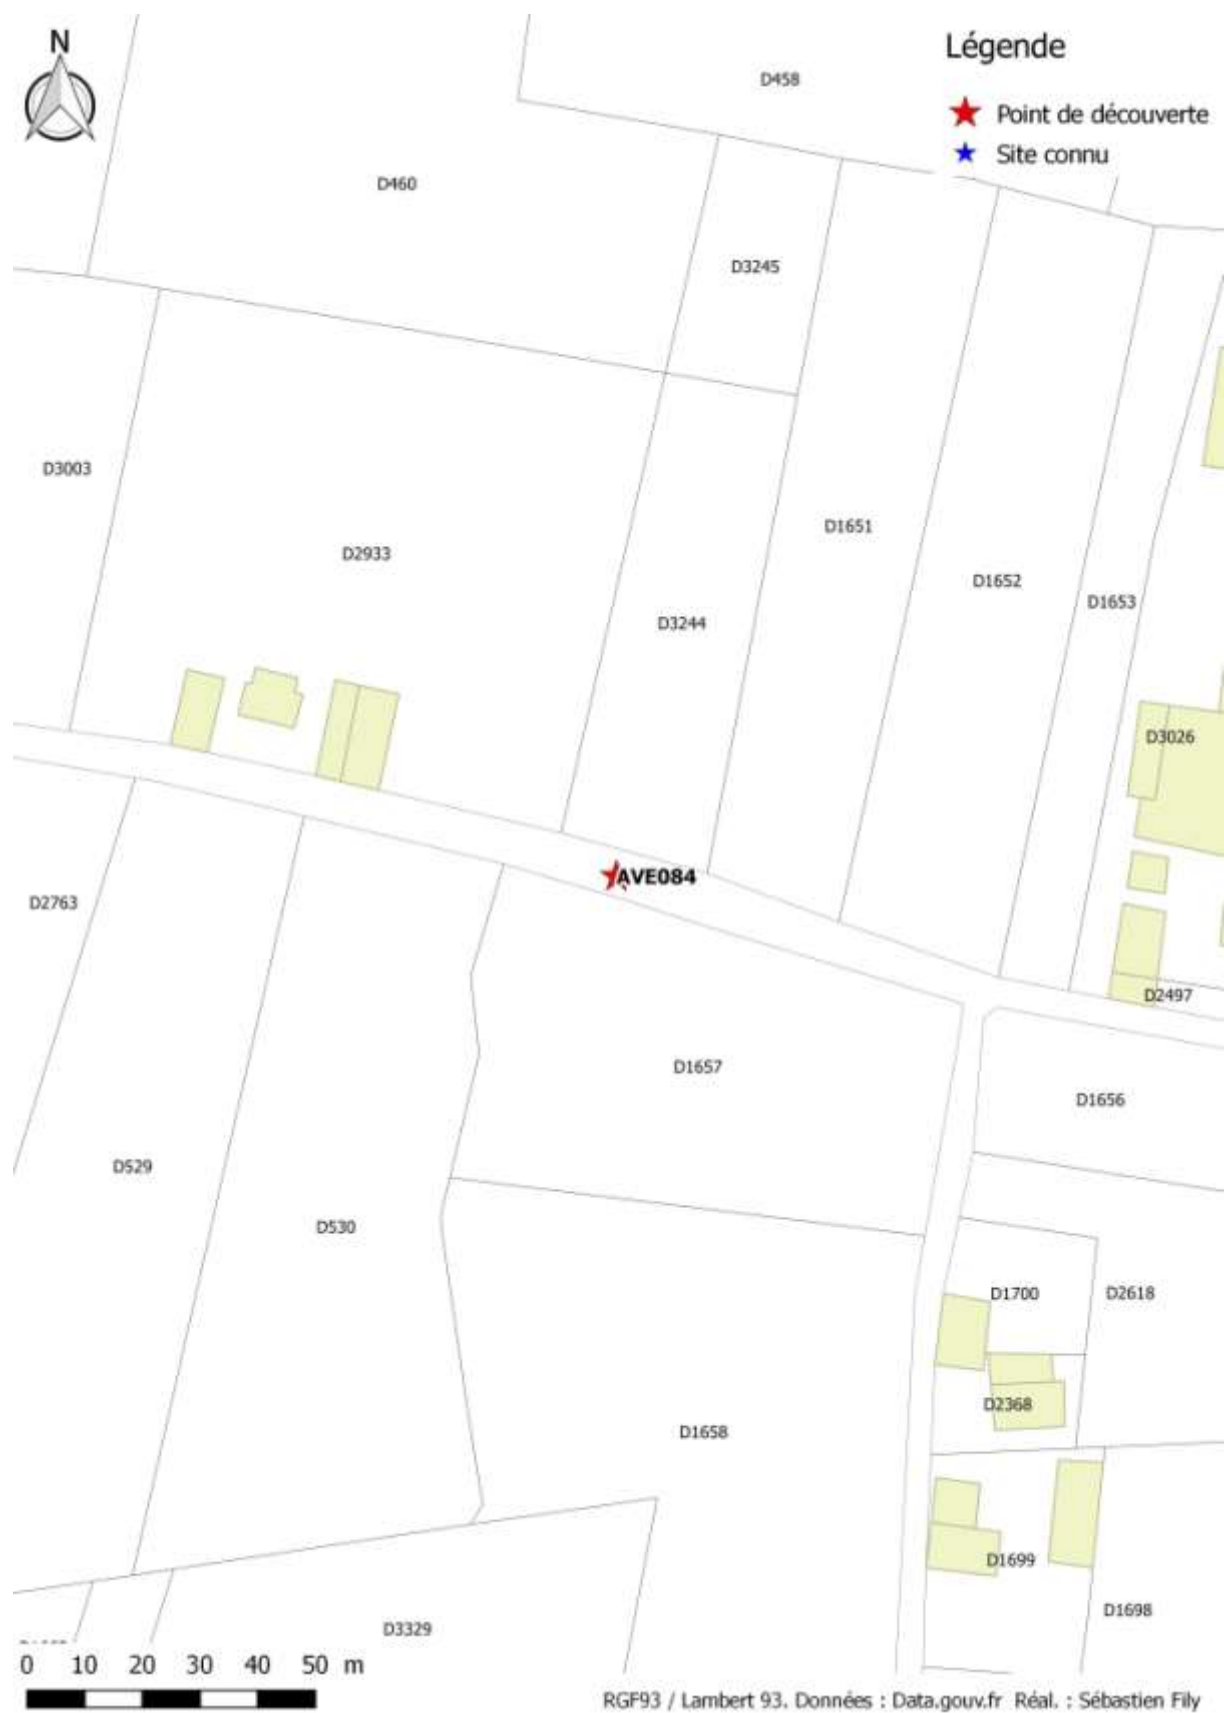 N
Légende
Point de découverte
Site connu
D458
D460
D3245
D3003
D1651
D2933
D1652
D1653
D3244
D3026
AVE084
D2763
D2497
D1657
D1656
D529
D530
D1700
D2618
D2368
D1658
D1699
D1698
D3329
0 10 20 30 40 50 m
RGF93 / Lambert 93. Données : Data.gouv.fr Réal. : Sébastien Fily